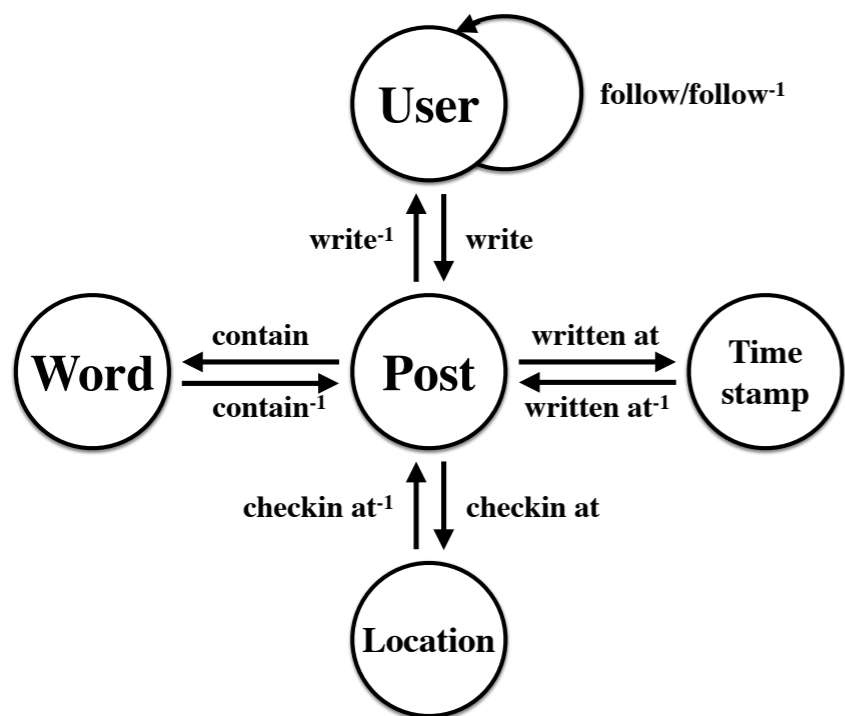 User
follow/follow⁻¹
write⁻¹
write
Word
contain
contain⁻¹
Post
written at
written at⁻¹
Time
stamp
checkin at⁻¹
checkin at
Location